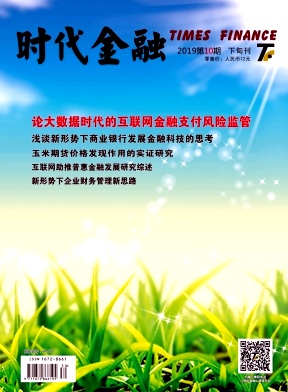 时代金融
TIMES FINANCE
2019第10期 下旬刊
零售价：人民币12元
TF
论大数据时代的互联网金融支付风险监管
浅谈新形势下商业银行发展金融科技的思考
玉米期货价格发现作用的实证研究
互联网助推普惠金融发展研究综述
新形势下企业财务管理新思路
ISSN 1672-8661